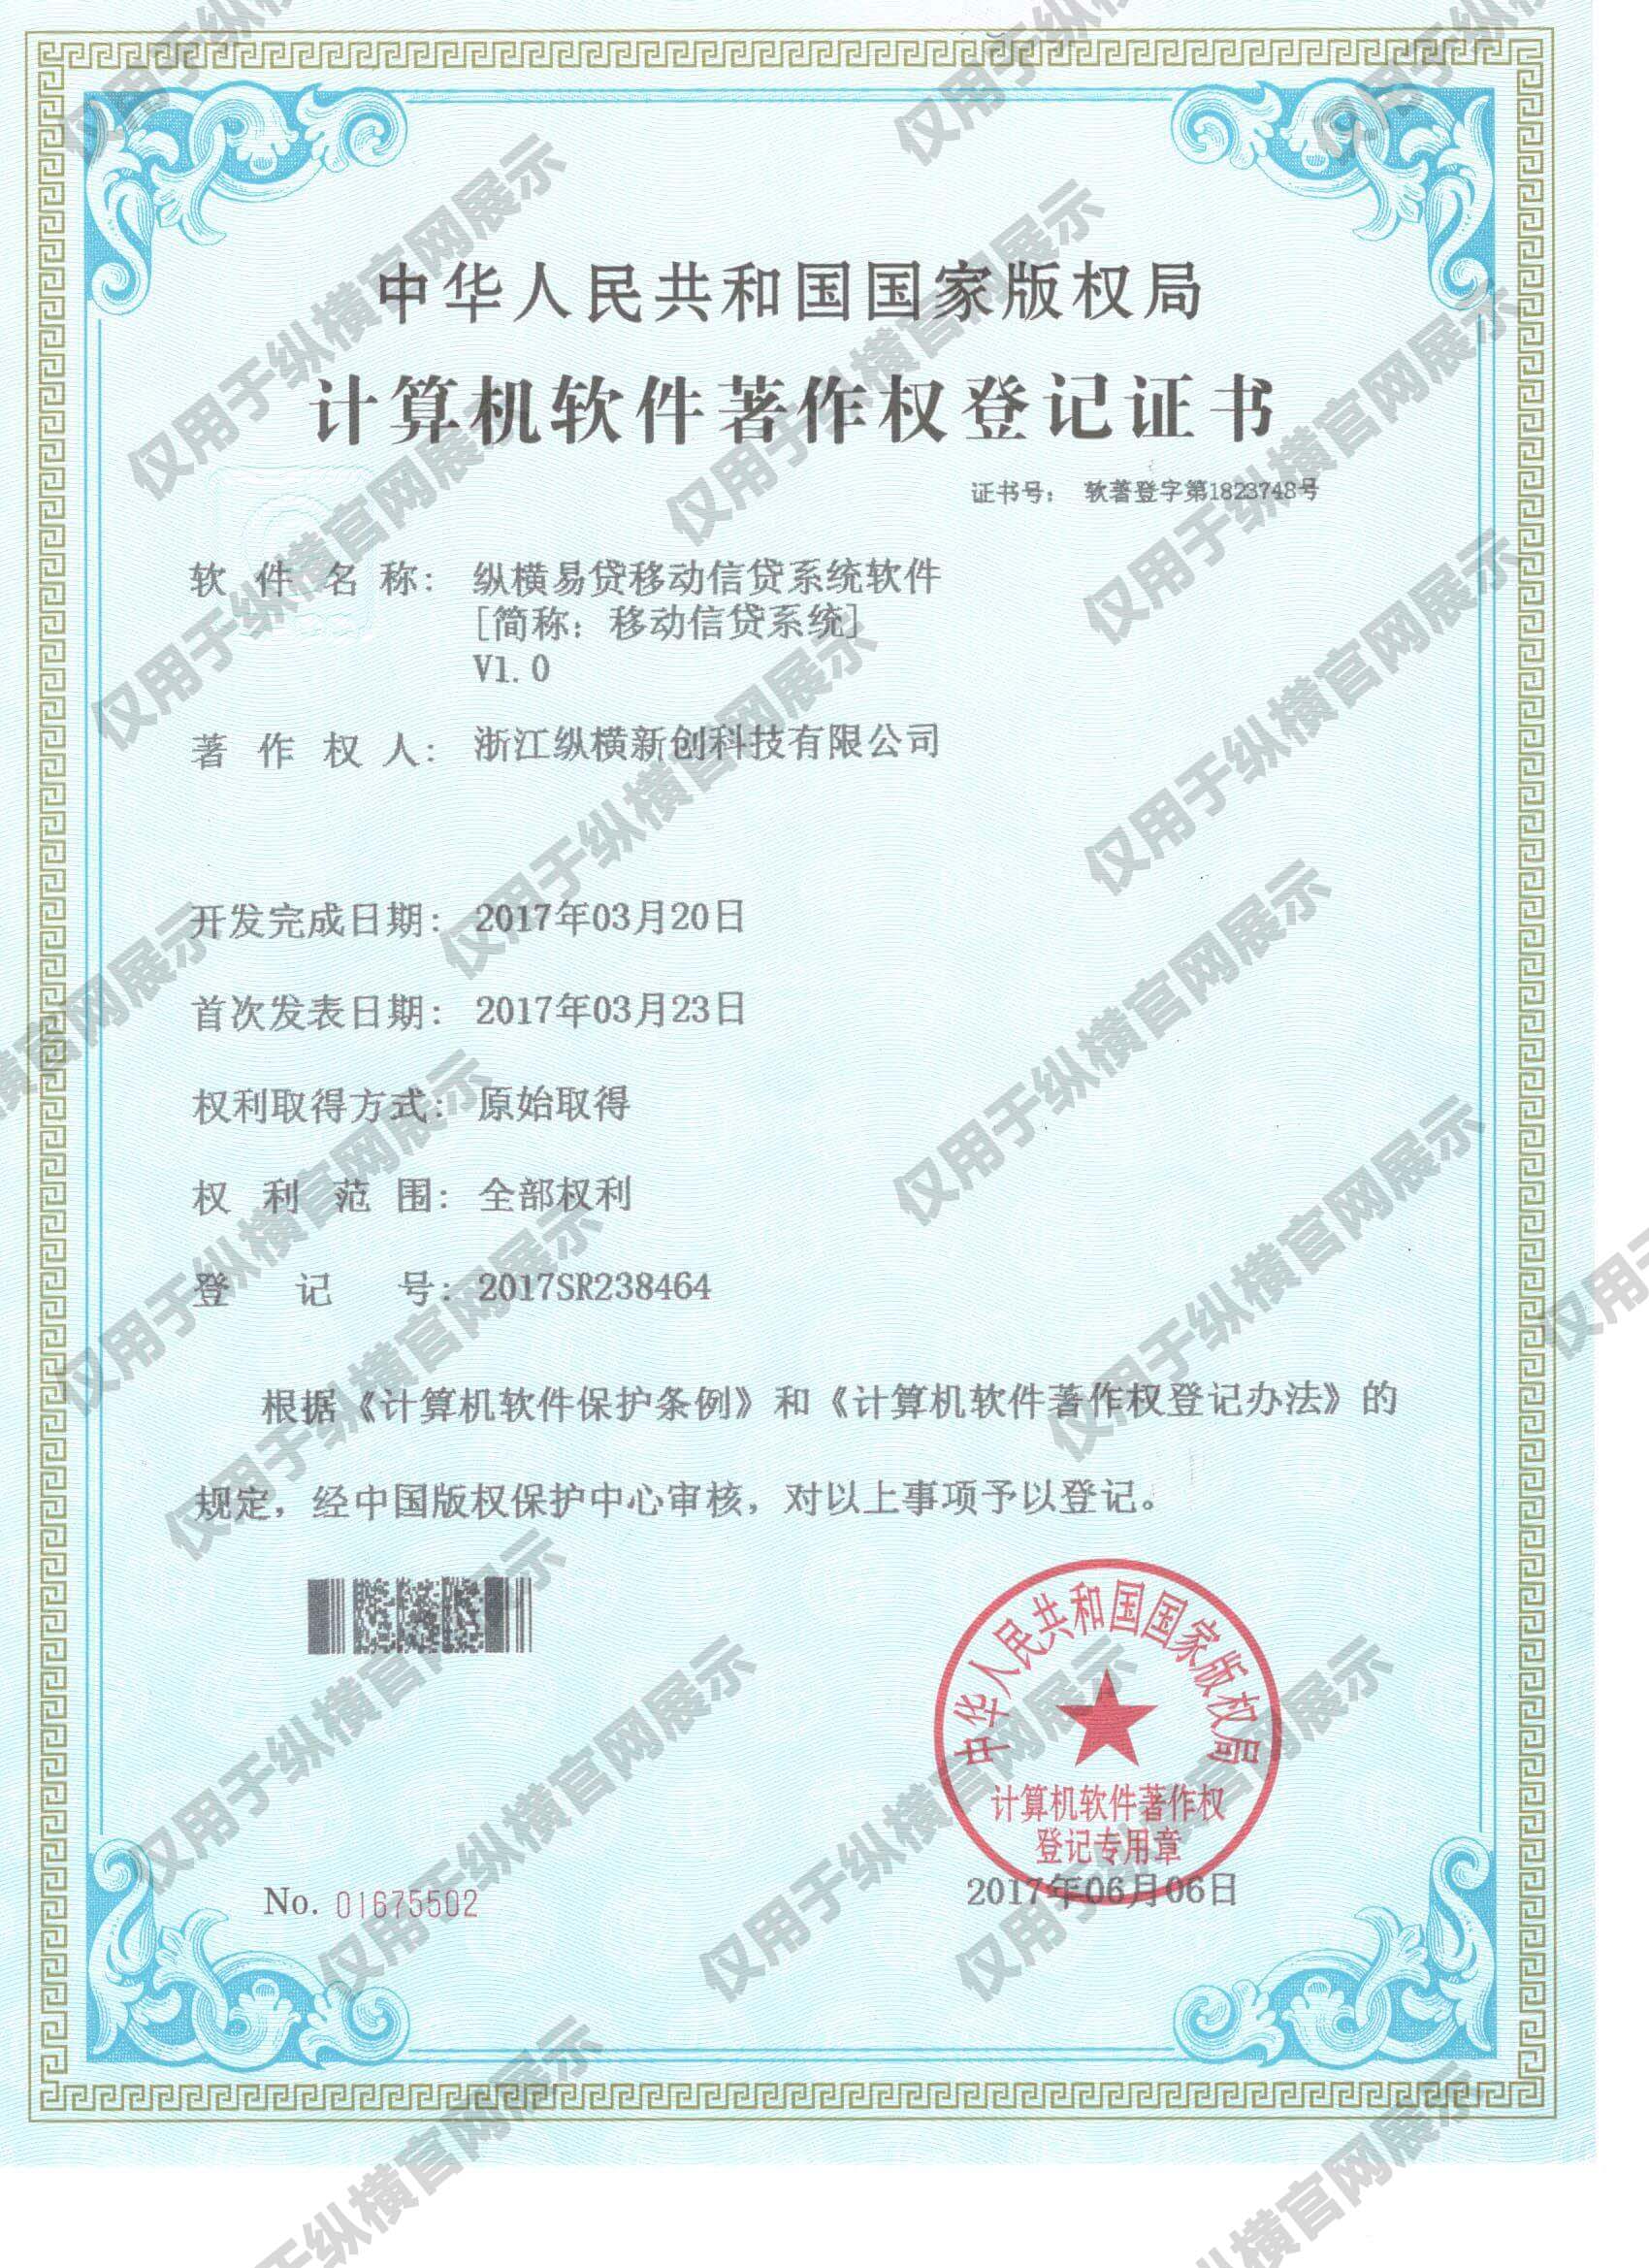 中华人民共和国国家版权局
计算机软件著作权登记证书
证书号： 软著登字第1823748号
软件名称： 纵横易贷移动信贷系统软件
[简称：移动信贷系统]
V1.0
著作权人： 浙江纵横新创科技有限公司
开发完成日期： 2017年03月20日
首次发表日期： 2017年03月23日
权利取得方式： 原始取得
权利范围： 全部权利
登记号： 2017SR238464
根据《计算机软件保护条例》和《计算机软件著作权登记办法》的
规定，经中国版权保护中心审核，对以上事项予以登记。
中华人民共和国国家版权局
计算机软件著作权
登记专用章
No. 01675502
2017年06月06日
仅用于纵横官网展示